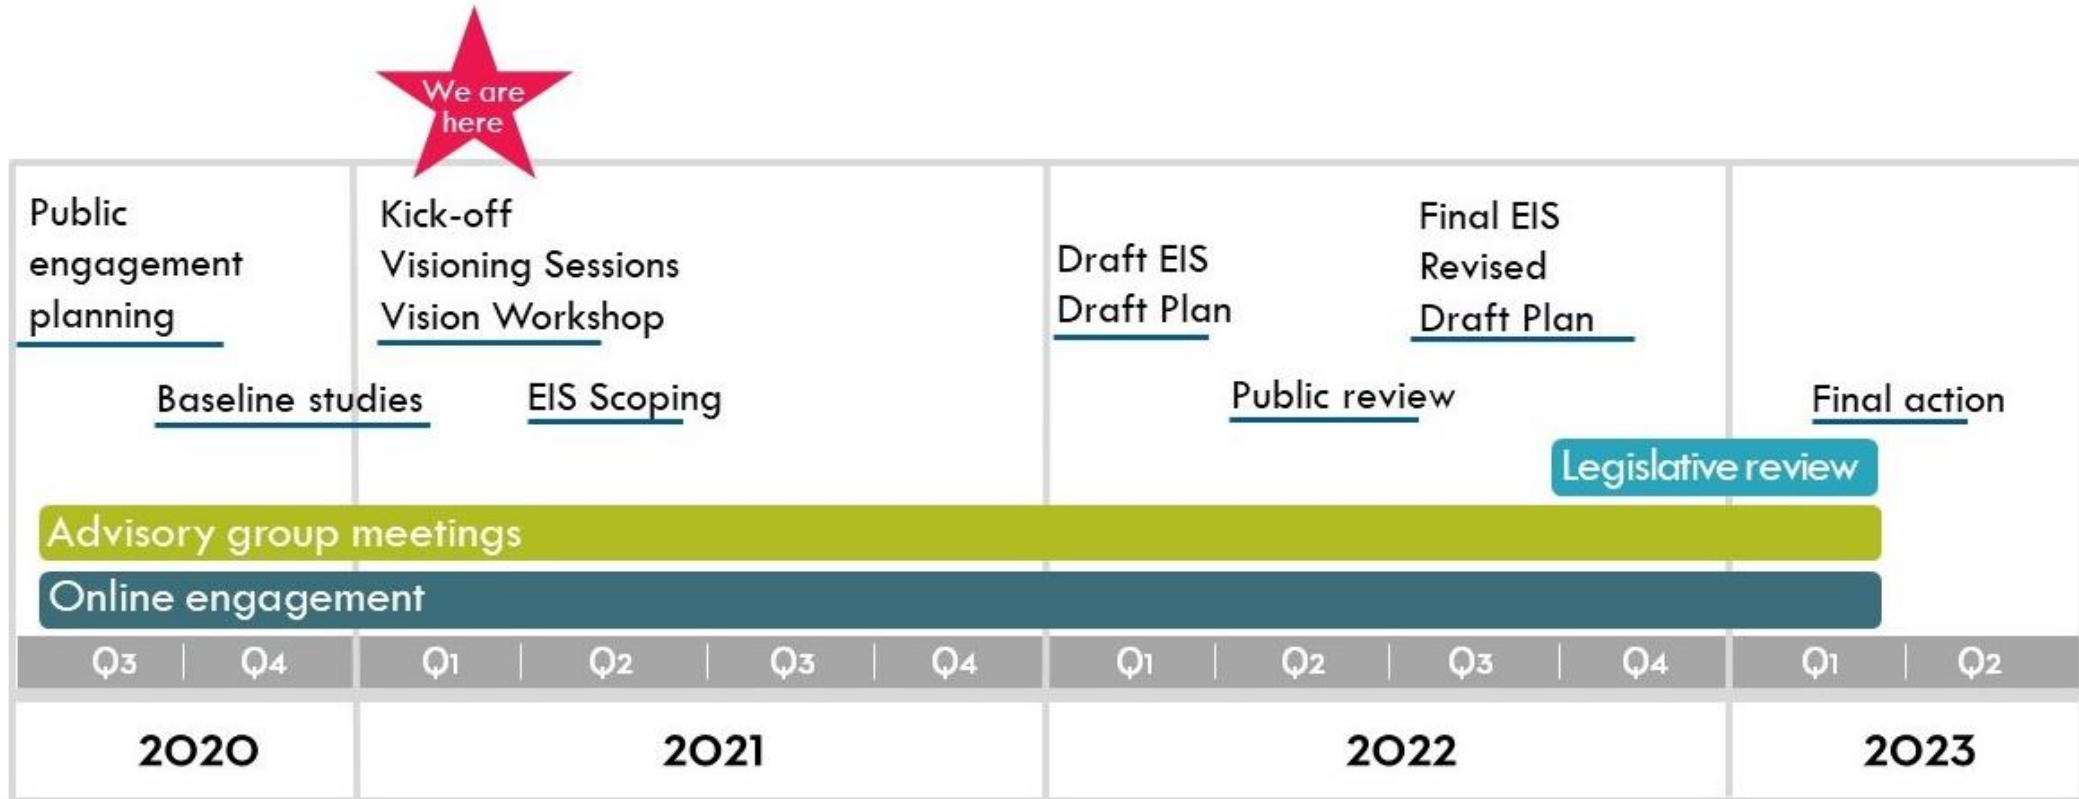 We are
here
Public
engagement
planning
Kick-off
Visioning Sessions
Vision Workshop
Draft EIS
Draft Plan
Final EIS
Revised
Draft Plan
Baseline studies
EIS Scoping
Public review
Final action
Legislative review
Advisory group meetings
Online engagement
Q3 Q4 Q1 Q2 Q3 Q4 Q1 Q2 Q3 Q4 Q1 Q2
2020 2021 2022 2023